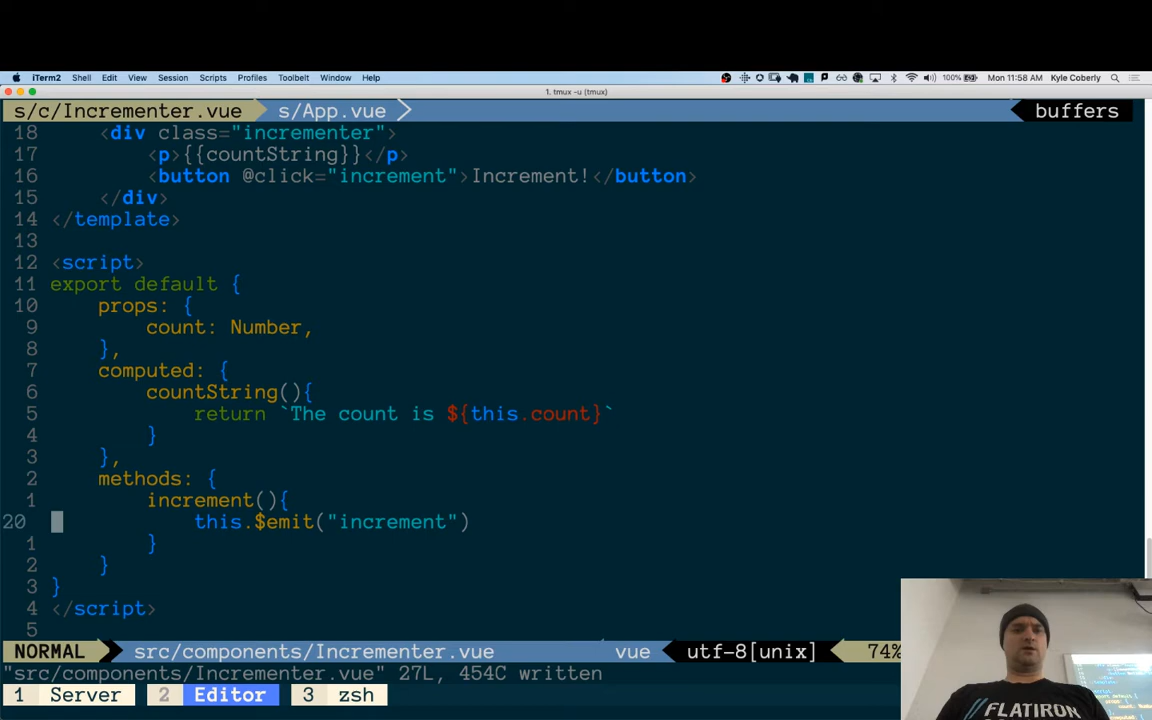 iTerm2 Shell Edit View Session Scripts Profiles Toolbelt Window Help 100% Mon 11:58 AM Kyle Coberly
1. tmux -u (tmux)
s/c/Incrementer.vue s/App.vue buffers
18 <div class="incrementer">
17 <p>{{countString}}</p>
16 <button @click="increment">Increment!</button>
15 </div>
14 </template>
13
12 <script>
11 export default {
10 props: {
9 count: Number,
8 },
7 computed: {
6 countString(){
5 return `The count is ${this.count}`
4 }
3 },
2 methods: {
1 increment(){
20 this.$emit("increment")
1 }
2 }
3 }
4 </script>
5
NORMAL src/components/Incrementer.vue vue utf-8[unix] 74%
"src/components/Incrementer.vue" 27L, 454C written
1 Server 2 Editor 3 zsh
// FLATIRON